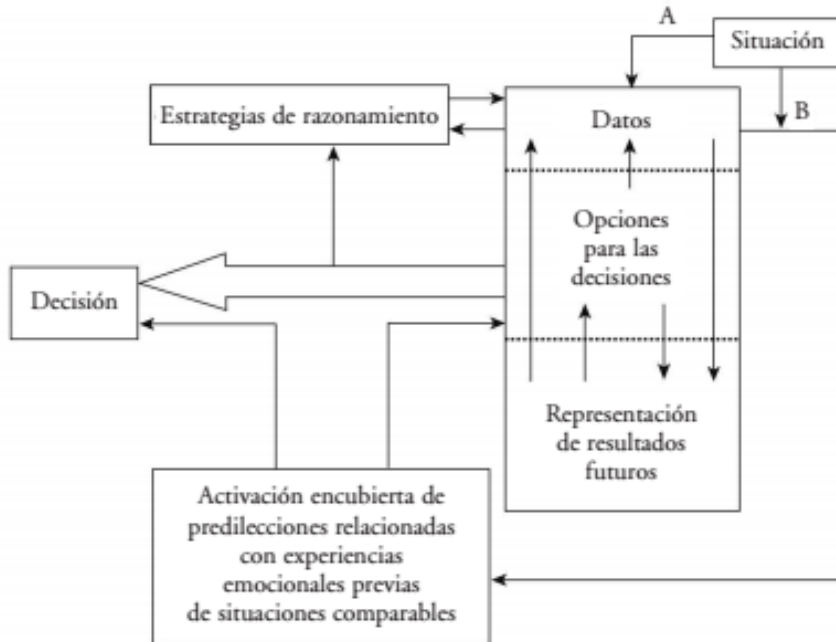 A
Situación
B
Estrategias de razonamiento
Datos
Opciones
para las
decisiones
Decisión
Representación
de resultados
futuros
Activación encubierta de
predilecciones relacionadas
con experiencias
emocionales previas
de situaciones comparables